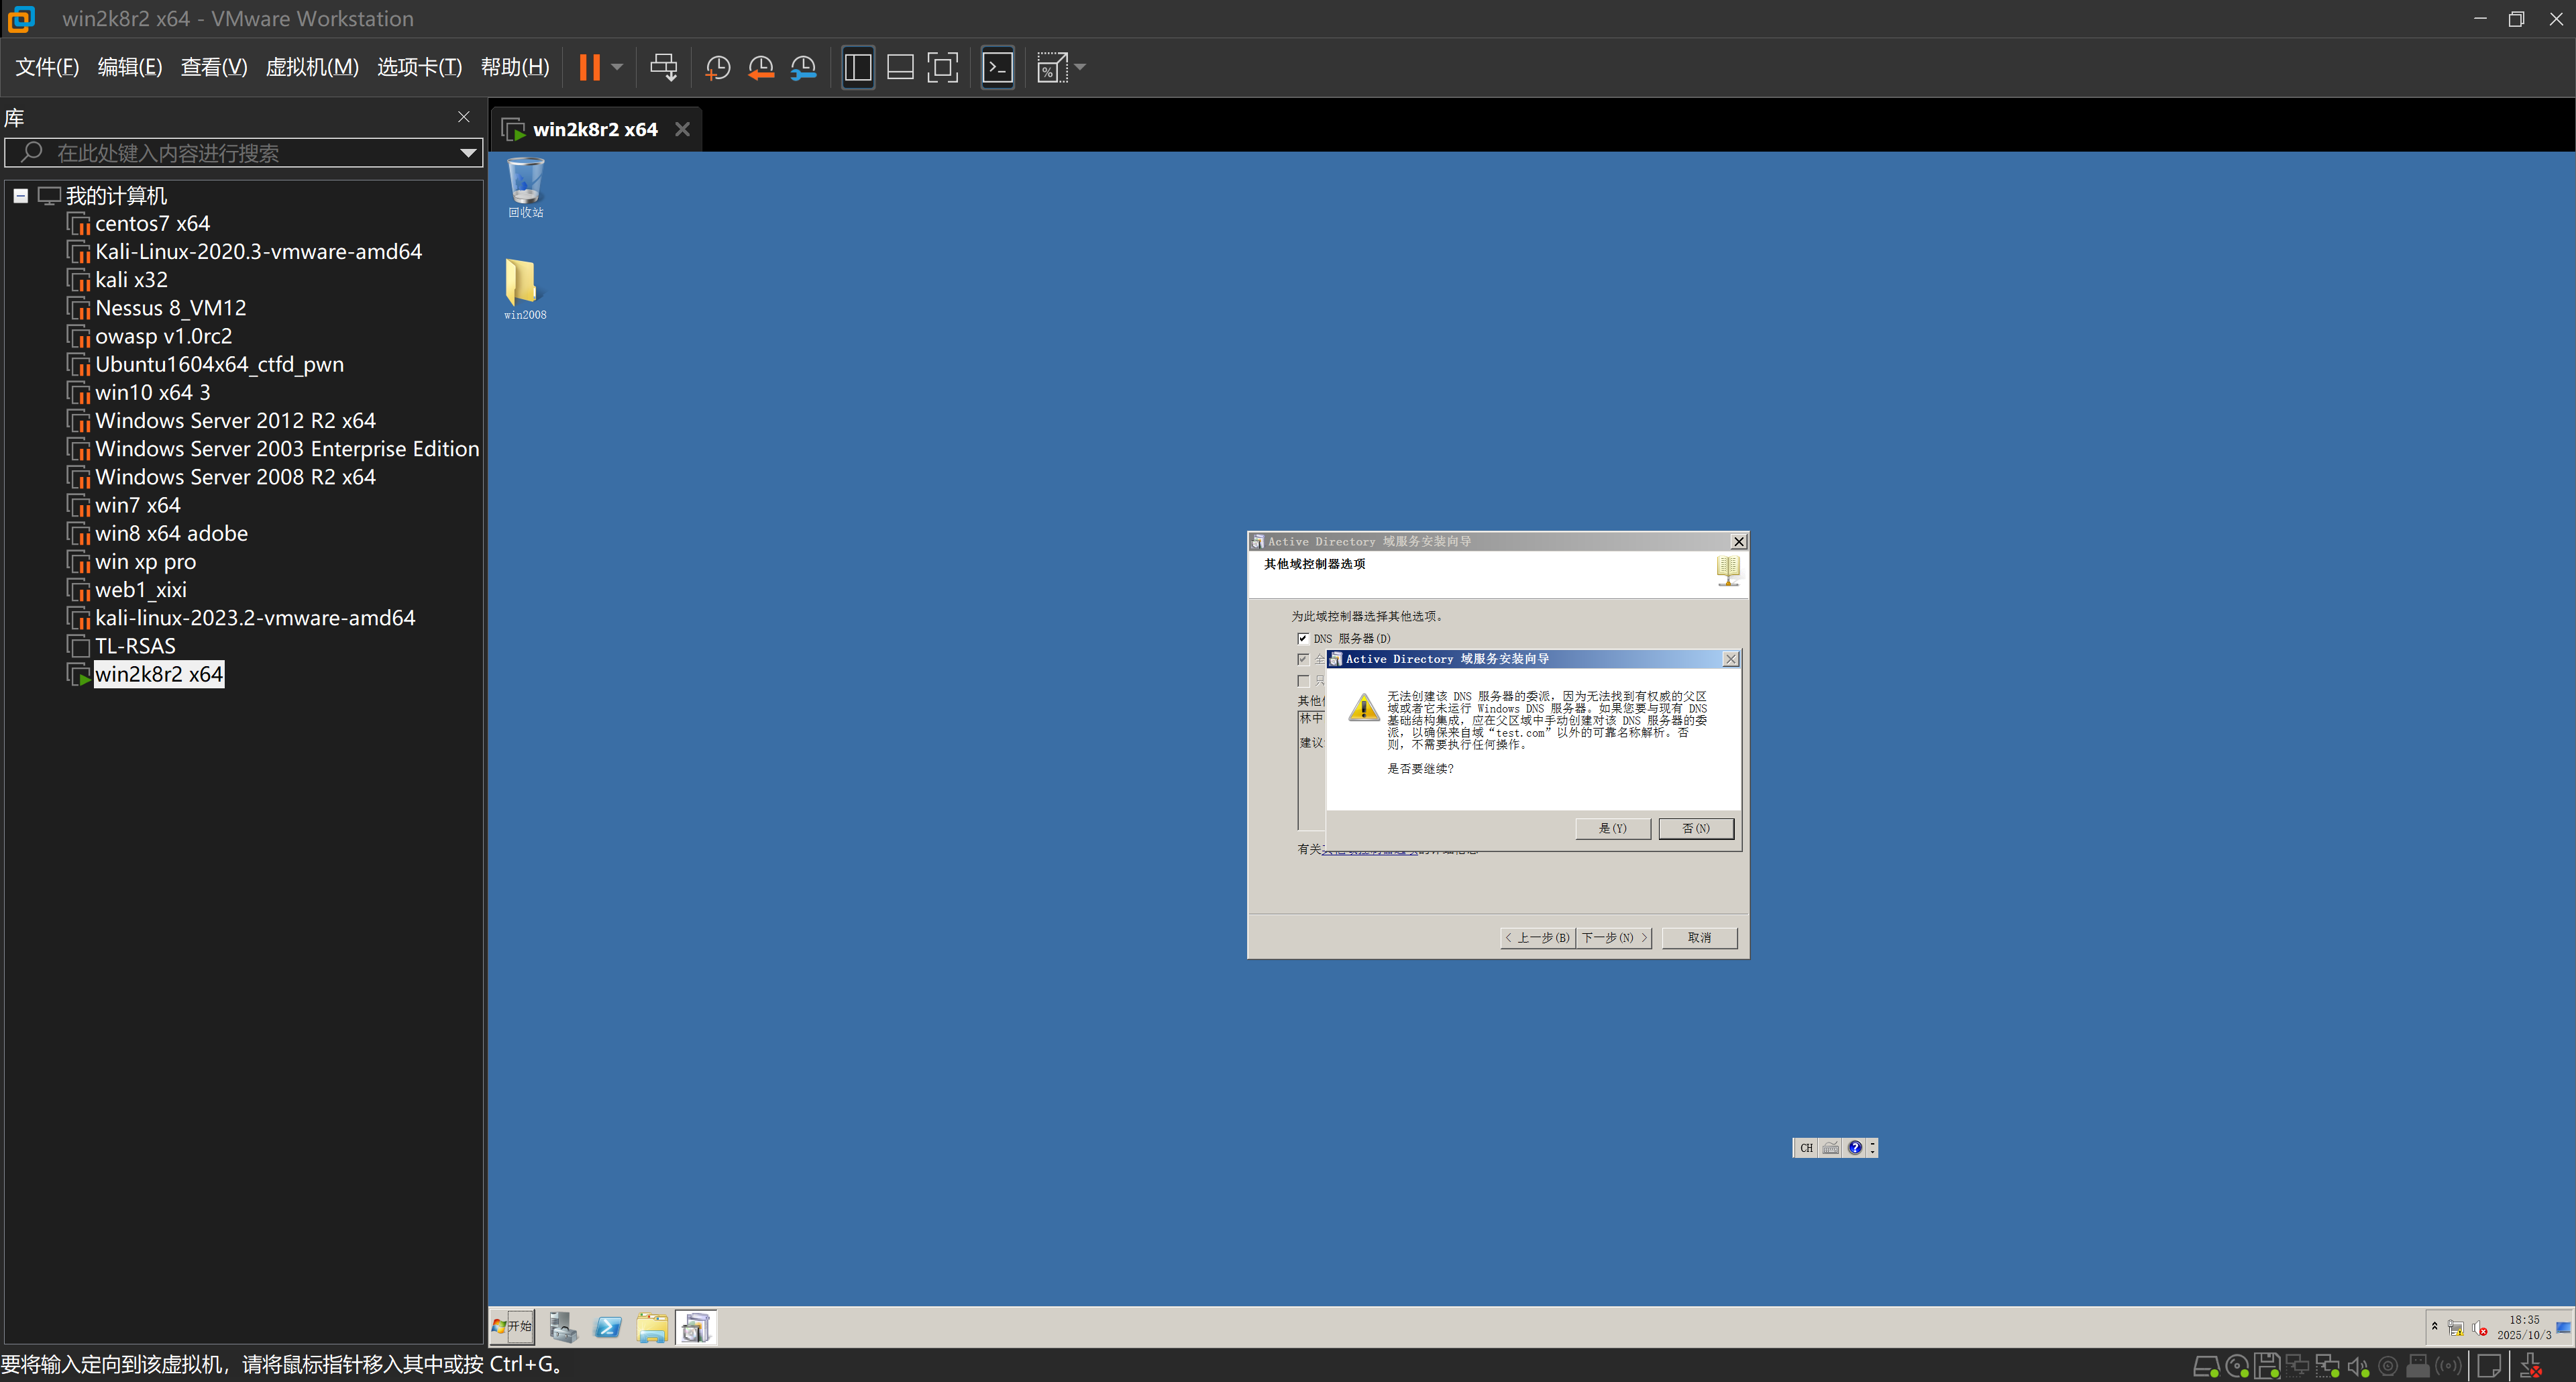 win2k8r2 x64 - VMware Workstation
文件(F) 编辑(E) 查看(V) 虚拟机(M) 选项卡(T) 帮助(H)
库
在此处键入内容进行搜索
我的计算机
centos7 x64
Kali-Linux-2020.3-vmware-amd64
kali x32
Nessus 8_VM12
owasp v1.0rc2
Ubuntu1604x64_ctfd_pwn
win10 x64 3
Windows Server 2012 R2 x64
Windows Server 2003 Enterprise Edition
Windows Server 2008 R2 x64
win7 x64
win8 x64 adobe
win xp pro
web1_xixi
kali-linux-2023.2-vmware-amd64
TL-RSAS
win2k8r2 x64
win2k8r2 x64
回收站
win2008
Active Directory 域服务安装向导
其他域控制器选项
为此域控制器选择其他选项。
DNS 服务器(D)
全
只
其他
林中
建议
有关
Active Directory 域服务安装向导
无法创建该 DNS 服务器的委派，因为无法找到有权威的父区
域或者它未运行 Windows DNS 服务器。如果您要与现有 DNS
基础结构集成，应在父区域中手动创建对该 DNS 服务器的委
派，以确保来自域“test.com”以外的可靠名称解析。否
则，不需要执行任何操作。
是否要继续?
是(Y) 否(N)
< 上一步(B) 下一步(N) > 取消
CH
开始
18:35
2025/10/3
要将输入定向到该虚拟机，请将鼠标指针移入其中或按 Ctrl+G。